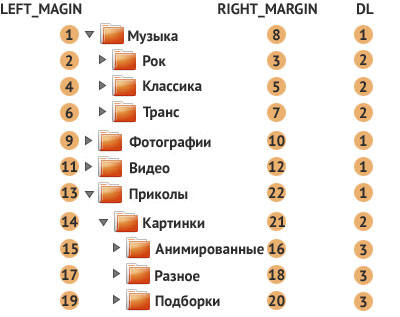 LEFT_MAGIN RIGHT_MARGIN DL
1 Музыка 8 1
2 Рок 3 2
4 Классика 5 2
6 Транс 7 2
9 Фотографии 10 1
11 Видео 12 1
13 Приколы 22 1
14 Картинки 21 2
15 Анимированные 16 3
17 Разное 18 3
19 Подборки 20 3